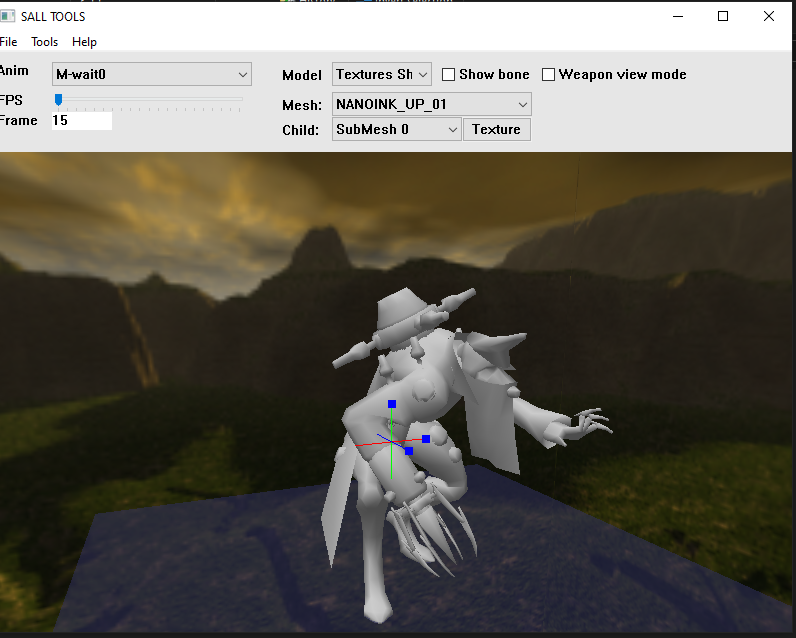 SALL TOOLS
File Tools Help
Anim M-wait0
FPS
Frame 15
Model Textures Sh Show bone Weapon view mode
Mesh: NANOINK_UP_01
Child: SubMesh 0 Texture